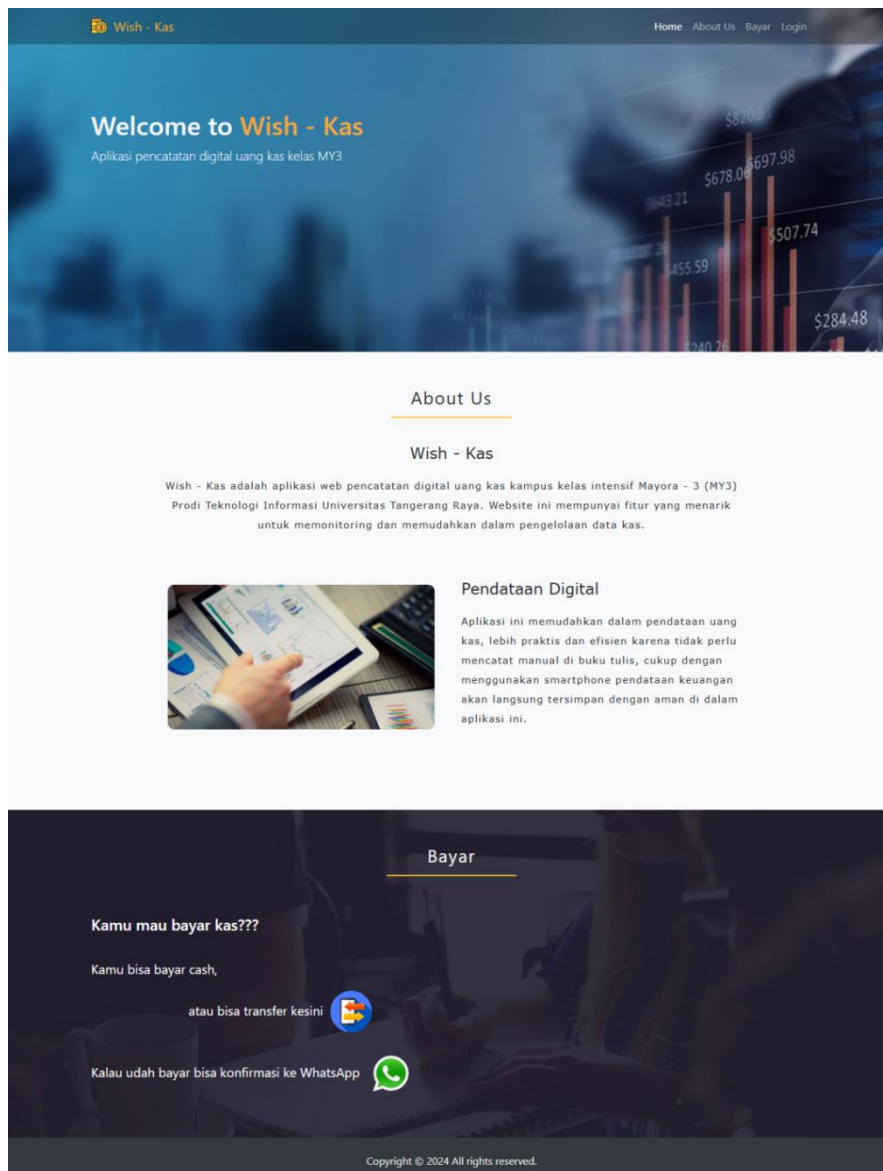 Wish - Kas
Home About Us Bayar Login
Welcome to Wish - Kas
Aplikasi pencatatan digital uang kas kelas MY3
$820.51
$697.98
$678.06
$643.21
$507.74
$455.59
$284.48
$240.26
About Us
Wish - Kas
Wish - Kas adalah aplikasi web pencatatan digital uang kas kampus kelas intensif Mayora - 3 (MY3)
Prodi Teknologi Informasi Universitas Tangerang Raya. Website ini mempunyai fitur yang menarik
untuk memonitoring dan memudahkan dalam pengelolaan data kas.
Pendataan Digital
Aplikasi ini memudahkan dalam pendataan uang
kas, lebih praktis dan efisien karena tidak perlu
mencatat manual di buku tulis, cukup dengan
menggunakan smartphone pendataan keuangan
akan langsung tersimpan dengan aman di dalam
aplikasi ini.
Bayar
Kamu mau bayar kas???
Kamu bisa bayar cash,
atau bisa transfer kesini
Kalau udah bayar bisa konfirmasi ke WhatsApp
Copyright © 2024 All rights reserved.